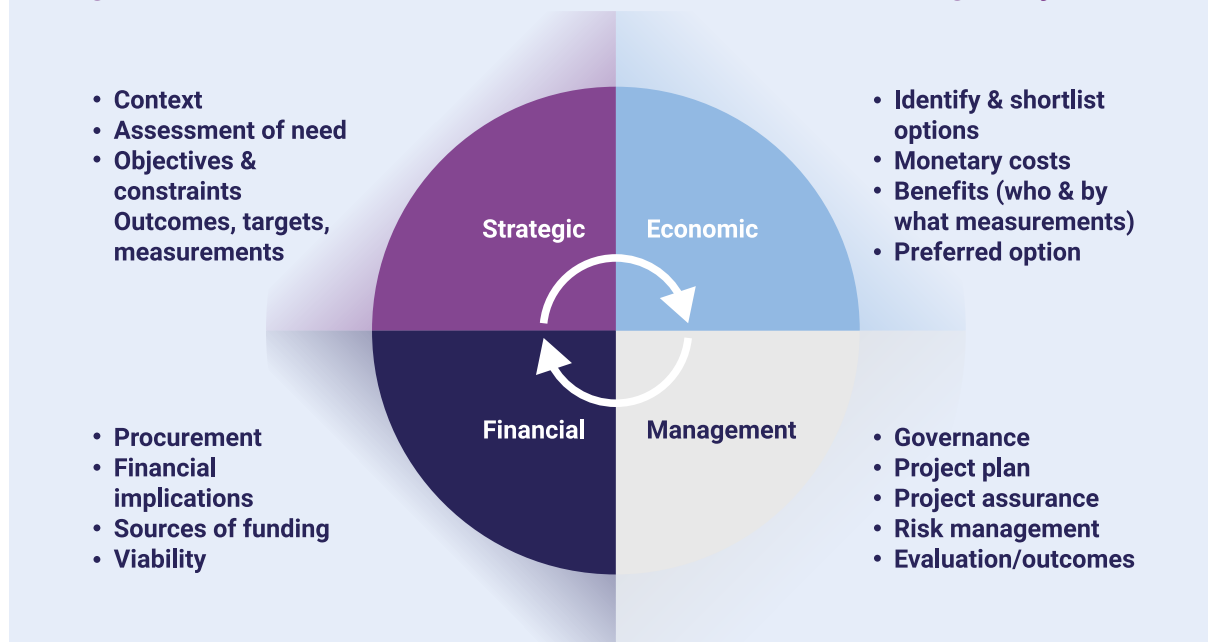 • Context
• Assessment of need
• Objectives &
constraints
Outcomes, targets,
measurements
Strategic
Economic
• Identify & shortlist
options
• Monetary costs
• Benefits (who & by
what measurements)
• Preferred option
• Procurement
• Financial
implications
• Sources of funding
• Viability
Financial
Management
• Governance
• Project plan
• Project assurance
• Risk management
• Evaluation/outcomes